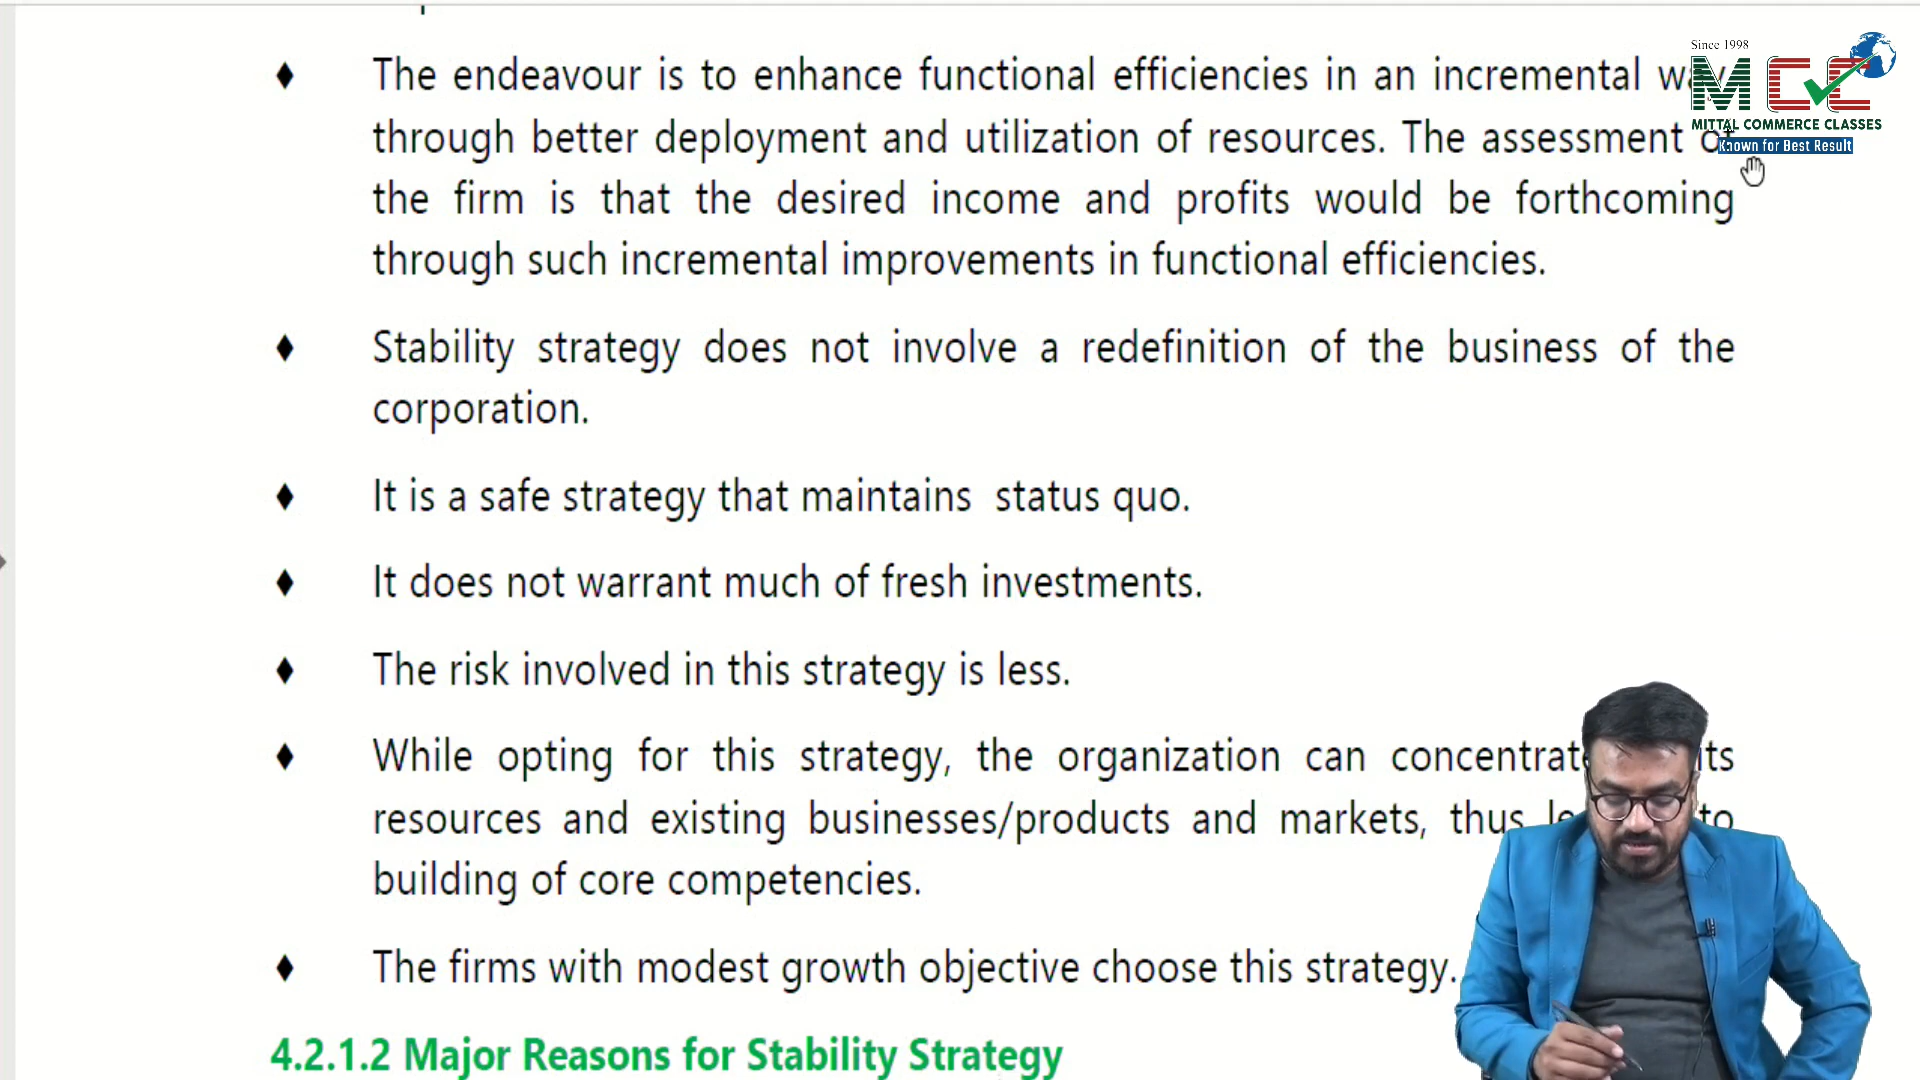 Since 1998
MCC
MITTAL COMMERCE CLASSES
Known for Best Result
♦ The endeavour is to enhance functional efficiencies in an incremental way,
through better deployment and utilization of resources. The assessment of
the firm is that the desired income and profits would be forthcoming
through such incremental improvements in functional efficiencies.
♦ Stability strategy does not involve a redefinition of the business of the
corporation.
♦ It is a safe strategy that maintains status quo.
♦ It does not warrant much of fresh investments.
♦ The risk involved in this strategy is less.
♦ While opting for this strategy, the organization can concentrate its
resources and existing businesses/products and markets, thus to
building of core competencies.
♦ The firms with modest growth objective choose this strategy.
4.2.1.2 Major Reasons for Stability Strategy